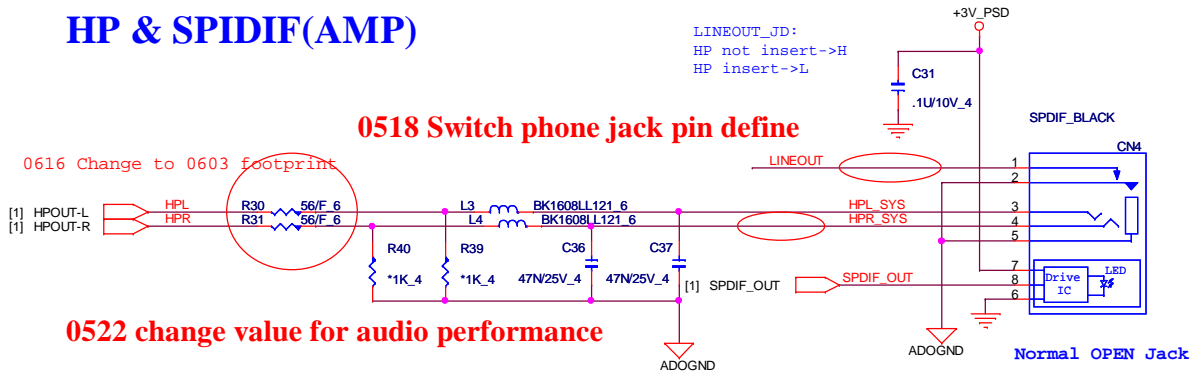 HP & SPIDIF(AMP)
+3V_PSD
LINEOUT_JD:
HP not insert->H
HP insert->L
C31
.1U/10V_4
0518 Switch phone jack pin define
SPDIF_BLACK
CN4
0616 Change to 0603 footprint
LINEOUT
1
2
[1] HPOUT-L
HPL
R30
56/F_6
L3
BK1608LL121_6
HPL_SYS
3
[1] HPOUT-R
HPR
R31
56/F_6
L4
BK1608LL121_6
HPR_SYS
4
5
R40
*1K_4
R39
*1K_4
C36
47N/25V_4
C37
47N/25V_4
[1] SPDIF_OUT
SPDIF_OUT
7
8
6
Drive
IC
LED
0522 change value for audio performance
ADOGND
ADOGND
Normal OPEN Jack